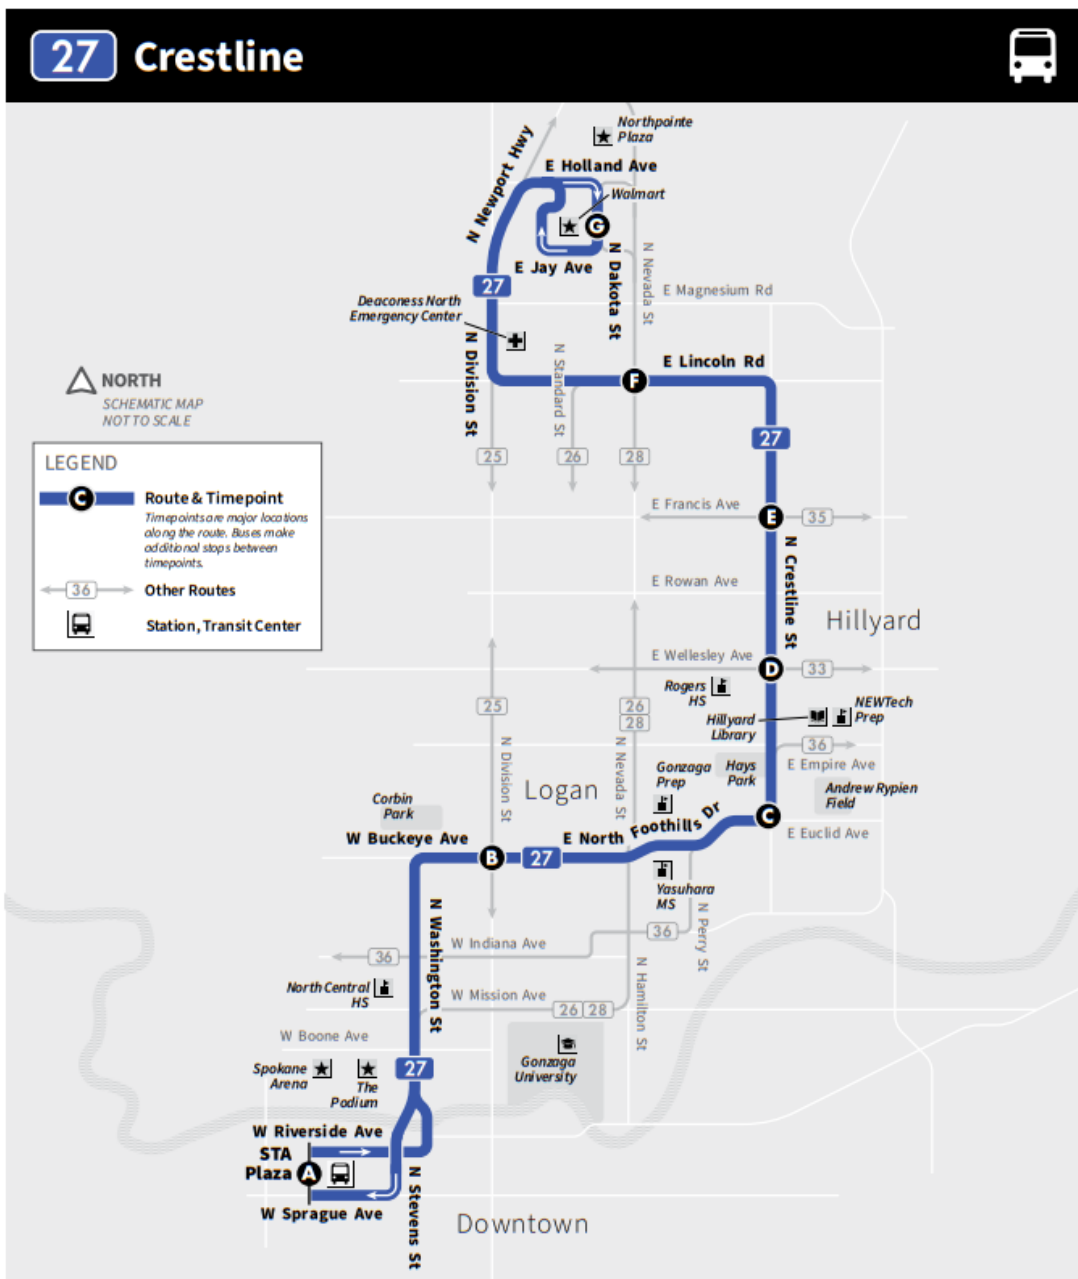 27 Crestline
Northpointe
Plaza
N Newport Hwy
E Holland Ave
Walmart
G
E Jay Ave
N Dakota St
N Nevada St
27
E Magnesium Rd
Deaconess North
Emergency Center
N Division St
N Standard St
E Lincoln Rd
F
NORTH
SCHEMATIC MAP
NOT TO SCALE
27
25
26
28
LEGEND
C
Route & Timepoint
Timepoints are major locations
along the route. Buses make
additional stops between
timepoints.
36
Other Routes
Station, Transit Center
E Francis Ave
E
35
N Crestline St
E Rowan Ave
Hillyard
E Wellesley Ave
D
33
Rogers
HS
NEWTech
Prep
Hillyard
Library
25
26
28
36
E Empire Ave
N Division St
N Nevada St
Gonzaga
Prep
Hays
Park
Andrew Rypien
Field
Logan
Corbin
Park
C
E Euclid Ave
W Buckeye Ave
B
27
E North
Foothills Dr
Yasuhara
MS
N Washington St
N Perry St
36
W Indiana Ave
36
North Central
HS
W Mission Ave
26
28
N Hamilton St
W Boone Ave
Spokane
Arena
The
Podium
27
Gonzaga
University
W Riverside Ave
STA
Plaza
A
N Stevens St
W Sprague Ave
Downtown